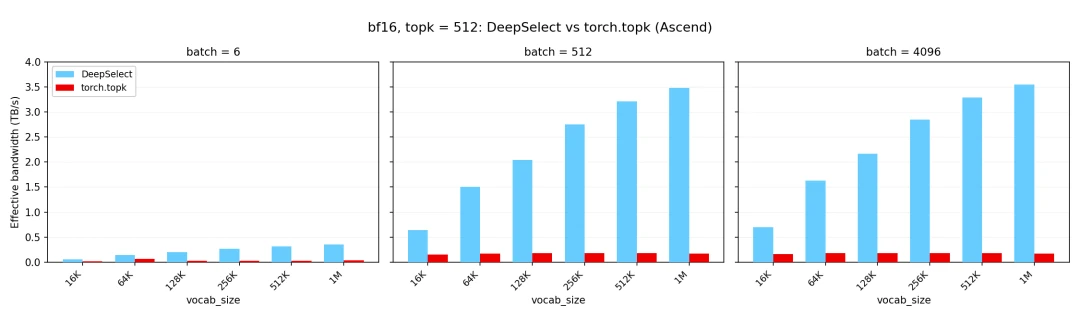 bf16, topk = 512: DeepSelect vs torch.topk (Ascend)
batch = 6
batch = 512
batch = 4096
Effective bandwidth (TB/s)
4.0
3.5
3.0
2.5
2.0
1.5
1.0
0.5
0.0
DeepSelect
torch.topk
16K
64K
128K
256K
512K
1M
vocab_size
16K
64K
128K
256K
512K
1M
vocab_size
16K
64K
128K
256K
512K
1M
vocab_size